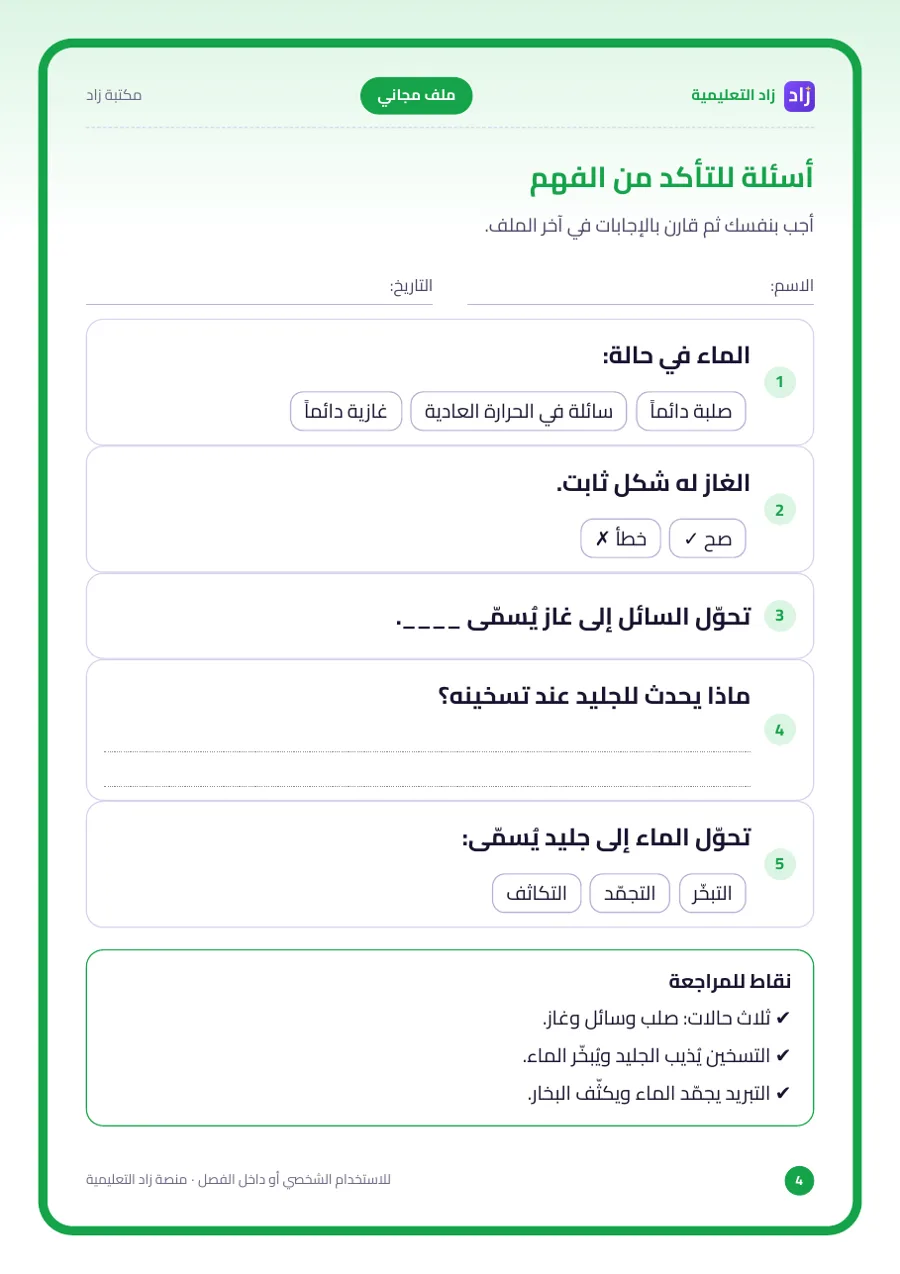 زاد
زاد التعليمية
ملف مجاني
مكتبة زاد
أسئلة للتأكد من الفهم
أجب بنفسك ثم قارن بالإجابات في آخر الملف.
الاسم:
التاريخ:
1
الماء في حالة:
صلبة دائماً
سائلة في الحرارة العادية
غازية دائماً
2
الغاز له شكل ثابت.
صح ✓
خطأ ✗
3
تحوّل السائل إلى غاز يُسمّى ____.
4
ماذا يحدث للجليد عند تسخينه؟
5
تحوّل الماء إلى جليد يُسمّى:
التبخّر
التجمّد
التكاثف
نقاط للمراجعة
✔ ثلاث حالات: صلب وسائل وغاز.
✔ التسخين يُذيب الجليد ويُبخّر الماء.
✔ التبريد يجمّد الماء ويكثّف البخار.
4
للاستخدام الشخصي أو داخل الفصل · منصة زاد التعليمية